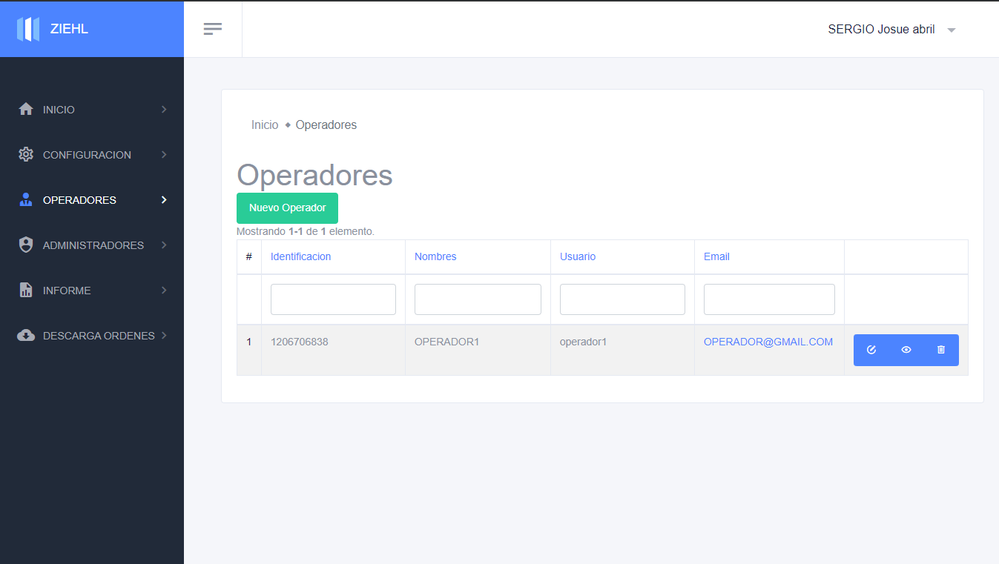 ZIEHL
SERGIO Josue abril
INICIO
CONFIGURACION
OPERADORES
ADMINISTRADORES
INFORME
DESCARGA ORDENES
Inicio ◆ Operadores
Operadores
Nuevo Operador
Mostrando 1-1 de 1 elemento.
# Identificacion Nombres Usuario Email
1 1206706838 OPERADOR1 operador1 OPERADOR@GMAIL.COM